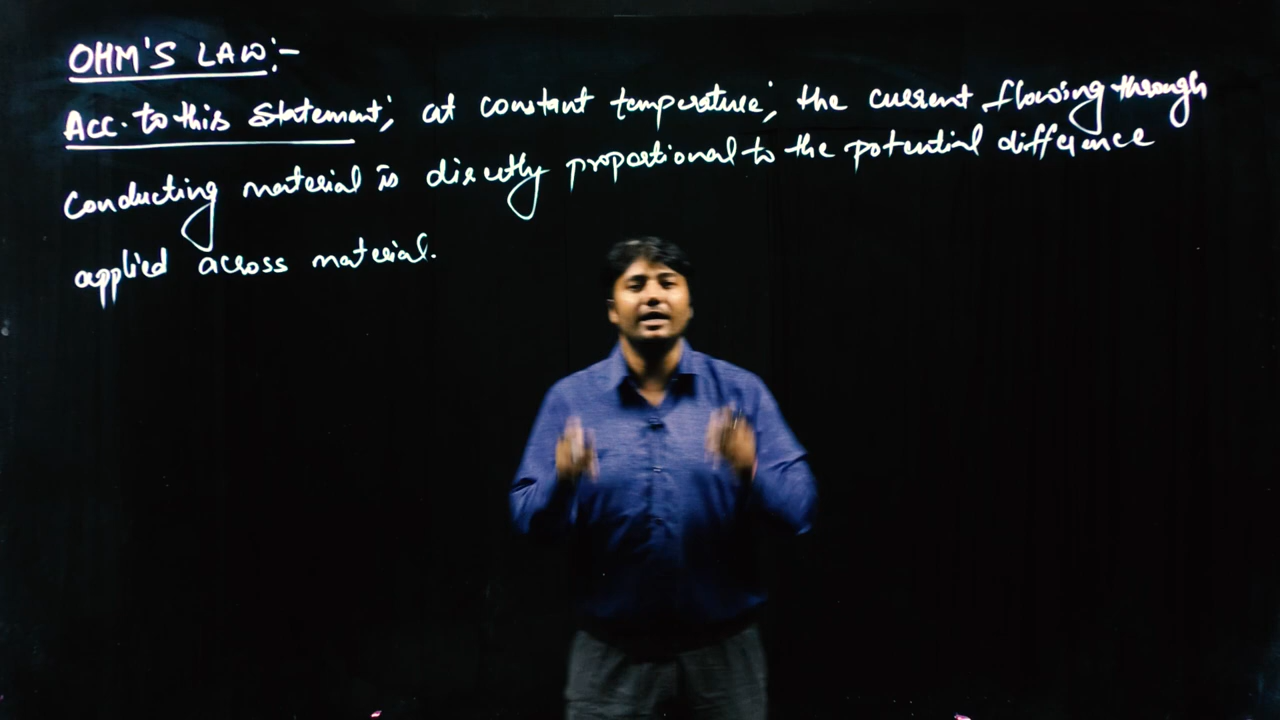 OHM'S LAW:-
Acc. to this statement; at constant temperature; the current flowing through
conducting material is directly proportional to the potential difference
applied across material.